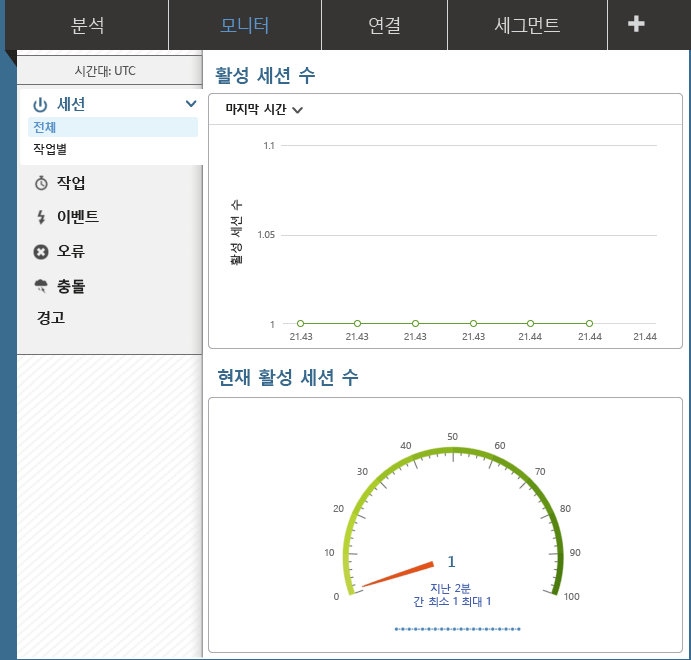 분석
모니터
연결
세그먼트
시간대: UTC
세션
전체
작업별
작업
이벤트
오류
충돌
경고
활성 세션 수
마지막 시간
1.1
1.05
1
활성 세션 수
21.43 21.43 21.43 21.43 21.44 21.44 21.44
현재 활성 세션 수
0 10 20 30 40 50 60 70 80 90 100
1
지난 2분
간 최소 1 최대 1